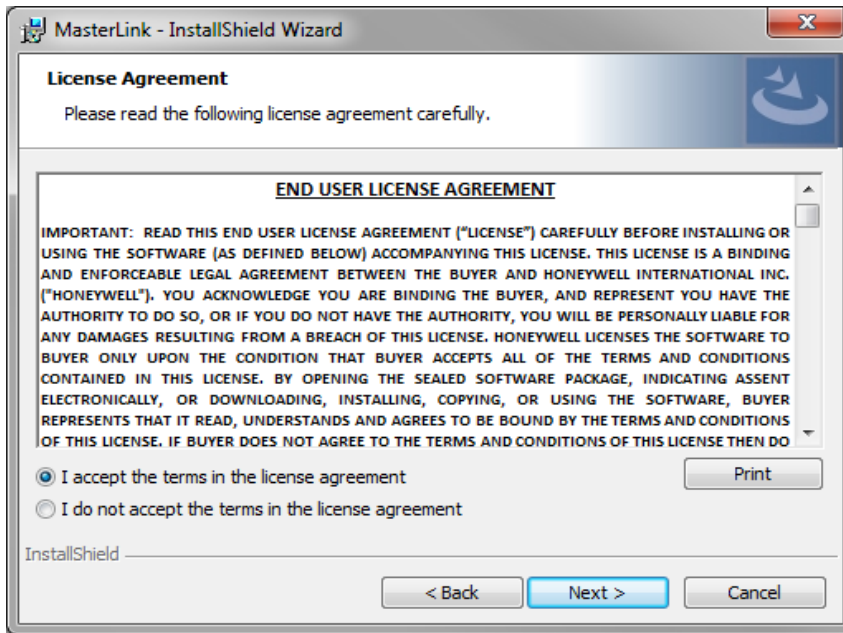 MasterLink - InstallShield Wizard
License Agreement
Please read the following license agreement carefully.
END USER LICENSE AGREEMENT
IMPORTANT: READ THIS END USER LICENSE AGREEMENT ("LICENSE") CAREFULLY BEFORE INSTALLING OR
USING THE SOFTWARE (AS DEFINED BELOW) ACCOMPANYING THIS LICENSE. THIS LICENSE IS A BINDING
AND ENFORCEABLE LEGAL AGREEMENT BETWEEN THE BUYER AND HONEYWELL INTERNATIONAL INC.
("HONEYWELL"). YOU ACKNOWLEDGE YOU ARE BINDING THE BUYER, AND REPRESENT YOU HAVE THE
AUTHORITY TO DO SO, OR IF YOU DO NOT HAVE THE AUTHORITY, YOU WILL BE PERSONALLY LIABLE FOR
ANY DAMAGES RESULTING FROM A BREACH OF THIS LICENSE. HONEYWELL LICENSES THE SOFTWARE TO
BUYER ONLY UPON THE CONDITION THAT BUYER ACCEPTS ALL OF THE TERMS AND CONDITIONS
CONTAINED IN THIS LICENSE. BY OPENING THE SEALED SOFTWARE PACKAGE, INDICATING ASSENT
ELECTRONICALLY, OR DOWNLOADING, INSTALLING, COPYING, OR USING THE SOFTWARE, BUYER
REPRESENTS THAT IT READ, UNDERSTANDS AND AGREES TO BE BOUND BY THE TERMS AND CONDITIONS
OF THIS LICENSE. IF BUYER DOES NOT AGREE TO THE TERMS AND CONDITIONS OF THIS LICENSE THEN DO
I accept the terms in the license agreement
Print
I do not accept the terms in the license agreement
InstallShield
< Back
Next >
Cancel